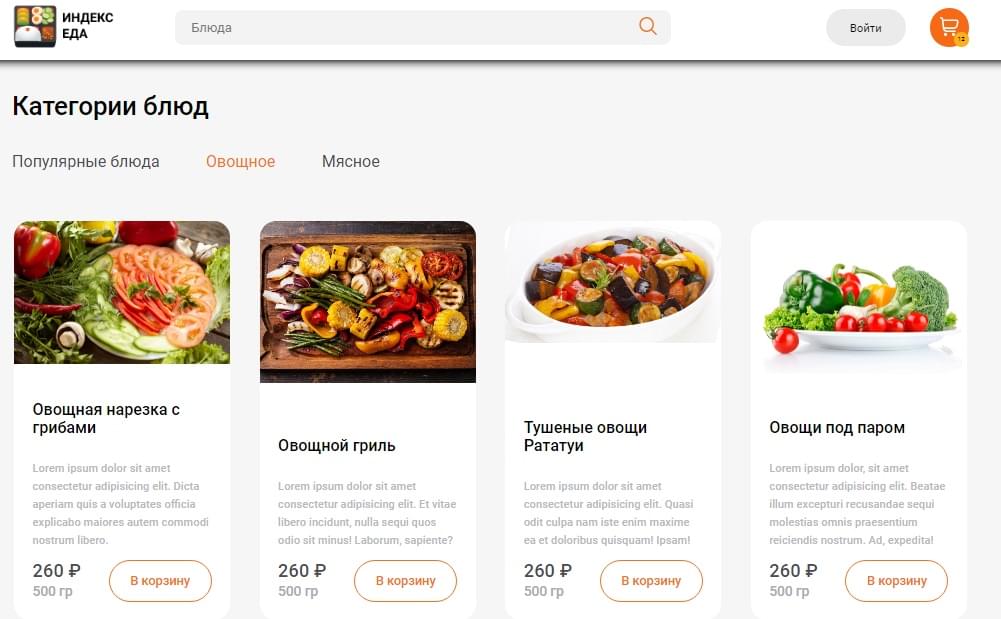 ИНДЕКС
ЕДА
Блюда
Войти
12
Категории блюд
Популярные блюда
Овощное
Мясное
Овощная нарезка с
грибами
Lorem ipsum dolor sit amet
consectetur adipisicing elit. Dicta
aperiam quis a voluptates officia
explicabo maiores autem commodi
nostrum libero.
260 ₽
500 гр
В корзину
Овощной гриль
Lorem ipsum dolor sit amet
consectetur adipisicing elit. Et vitae
libero incidunt, nulla sequi quos
odio sit minus! Laborum, sapiente?
260 ₽
500 гр
В корзину
Тушеные овощи
Рататуи
Lorem ipsum dolor sit amet
consectetur adipisicing elit. Quasi
odit culpa nam iste enim maxime
ea et doloribus quisquam! Ipsam!
260 ₽
500 гр
В корзину
Овощи под паром
Lorem ipsum dolor, sit amet
consectetur adipisicing elit. Beatae
illum excepturi recusandae sequi
molestias omnis praesentium
reiciendis nostrum. Ad, expedita!
260 ₽
500 гр
В корзину